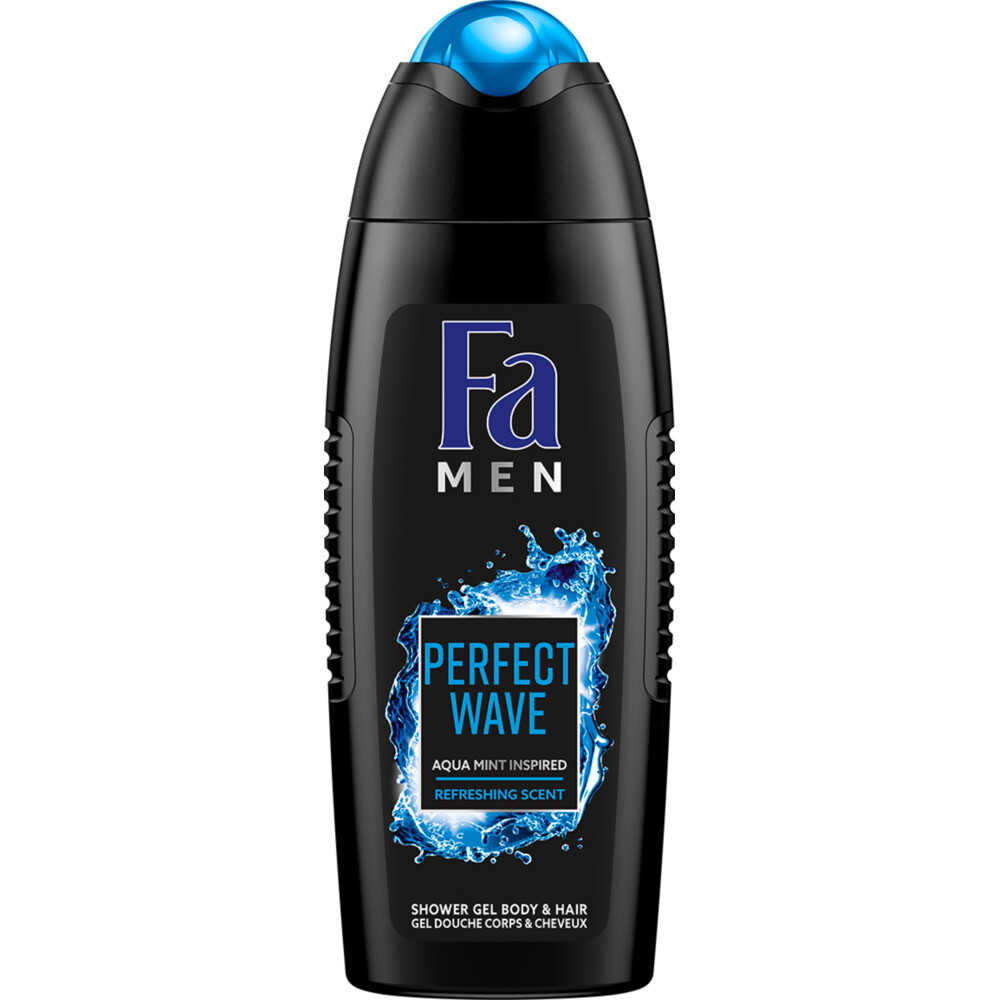 Fa
MEN
PERFECT
WAVE
AQUA MINT INSPIRED
REFRESHING SCENT
SHOWER GEL BODY & HAIR
GEL DOUCHE CORPS & CHEVEUX